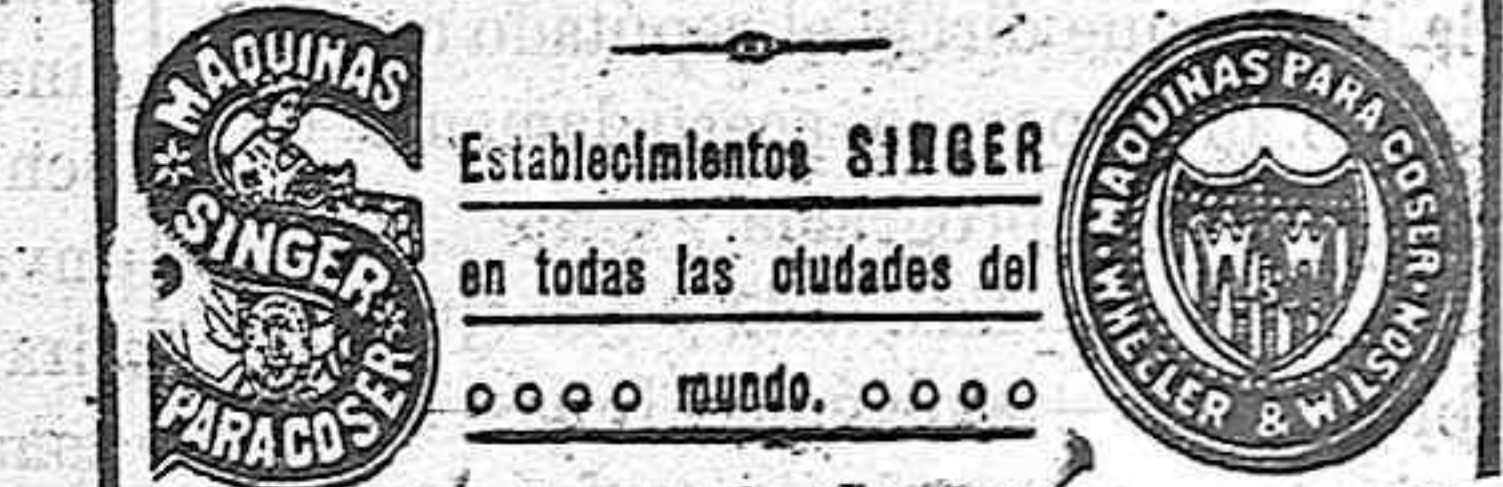 MAQUINAS
SINGER
PARA COSER
Establecimientos SINGER
en todas las ciudades del
mundo.
MAQUINAS PARA COSER
WHEELER & WILSON